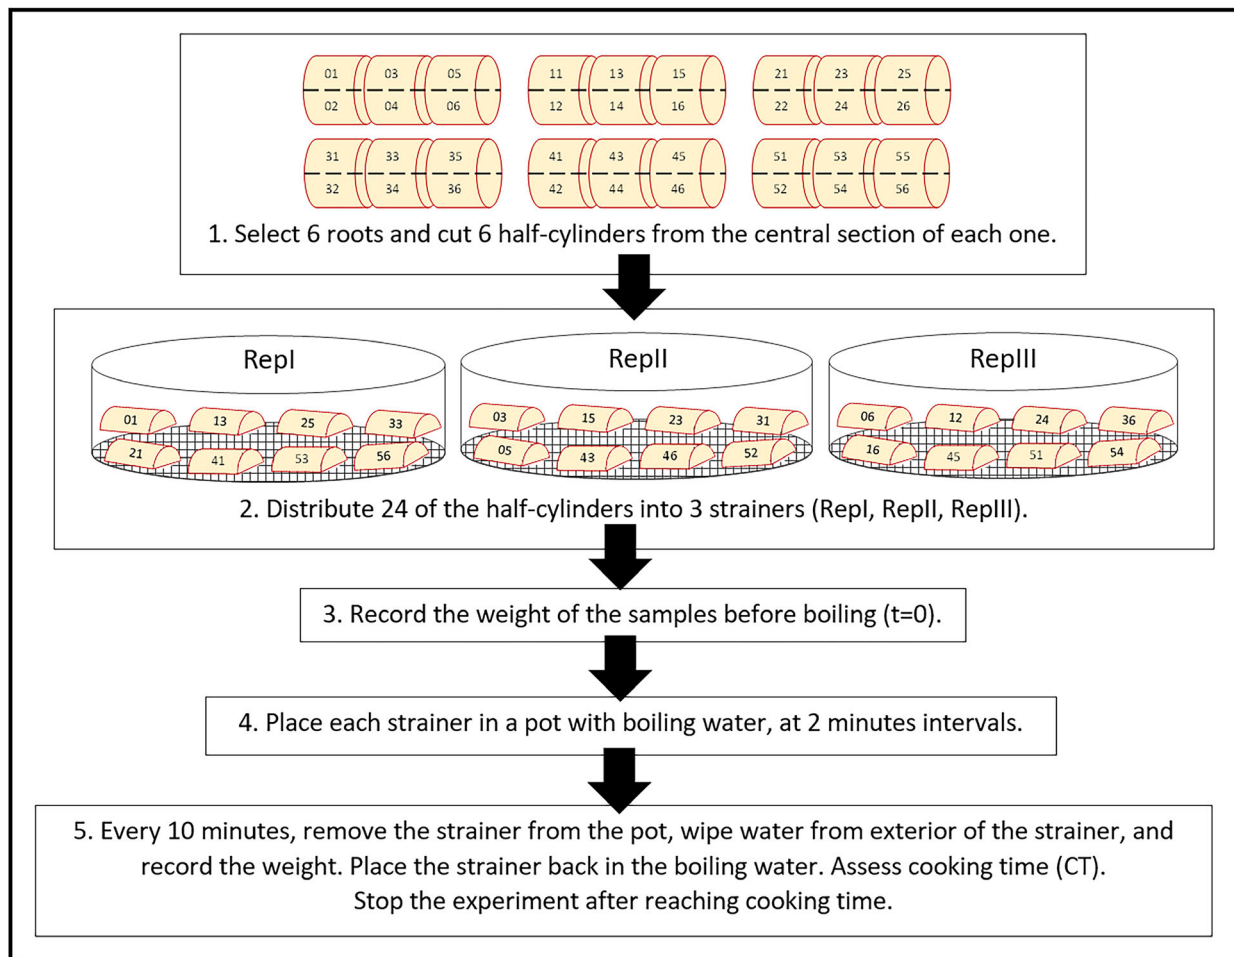 01 03 05 11 13 15 21 23 25
02 04 06 12 14 16 22 24 26
31 33 35 41 43 45 51 53 55
32 34 36 42 44 46 52 54 56
1. Select 6 roots and cut 6 half-cylinders from the central section of each one.
RepI RepII RepIII
01 13 25 33 03 15 23 31 06 12 24 36
21 41 53 56 05 43 46 52 16 45 51 54
2. Distribute 24 of the half-cylinders into 3 strainers (RepI, RepII, RepIII).
3. Record the weight of the samples before boiling (t=0).
4. Place each strainer in a pot with boiling water, at 2 minutes intervals.
5. Every 10 minutes, remove the strainer from the pot, wipe water from exterior of the strainer, and
record the weight. Place the strainer back in the boiling water. Assess cooking time (CT).
Stop the experiment after reaching cooking time.